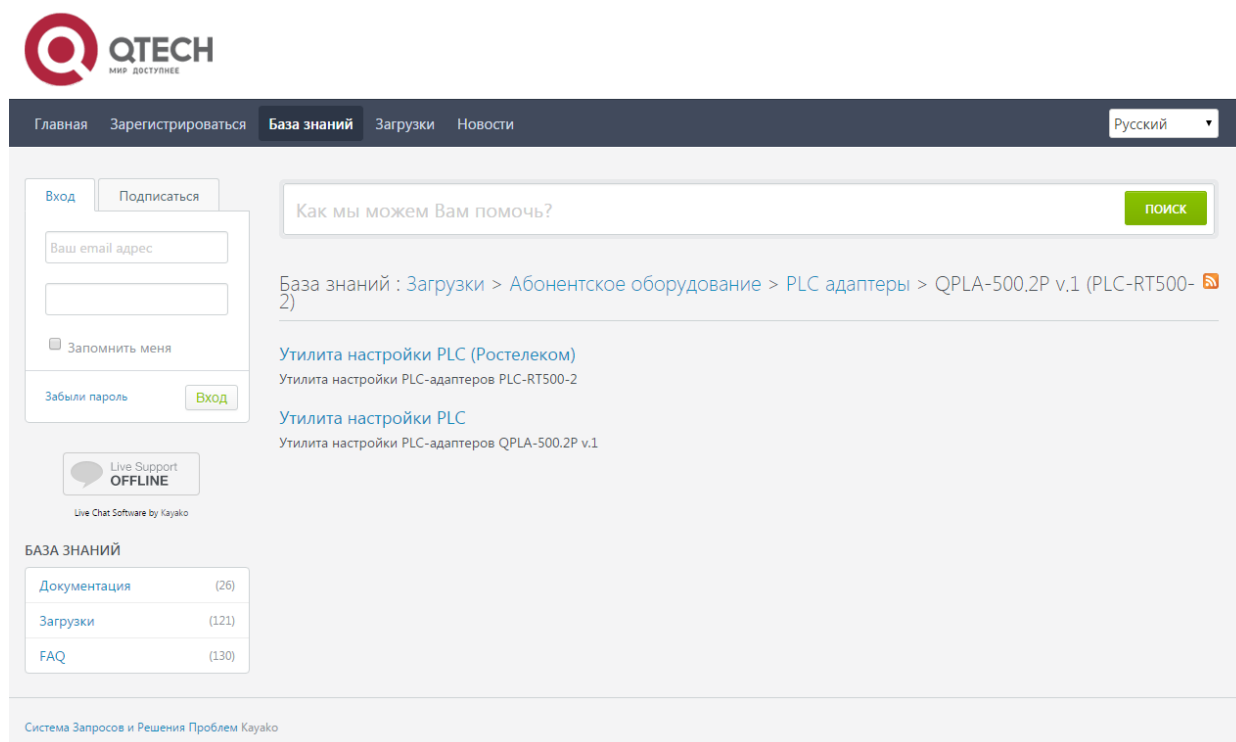 QTECH
МИР ДОСТУПНЕЕ
Главная Зарегистрироваться База знаний Загрузки Новости Русский
Вход Подписаться
Ваш email адрес
Запомнить меня
Забыли пароль Вход
Live Support
OFFLINE
Live Chat Software by Kayako
БАЗА ЗНАНИЙ
Документация (26)
Загрузки (121)
FAQ (130)
Как мы можем Вам помочь? ПОИСК
База знаний : Загрузки > Абонентское оборудование > PLC адаптеры > QPLA-500.2P v.1 (PLC-RT500-
2)
Утилита настройки PLC (Ростелеком)
Утилита настройки PLC-адаптеров PLC-RT500-2
Утилита настройки PLC
Утилита настройки PLC-адаптеров QPLA-500.2P v.1
Система Запросов и Решения Проблем Kayako